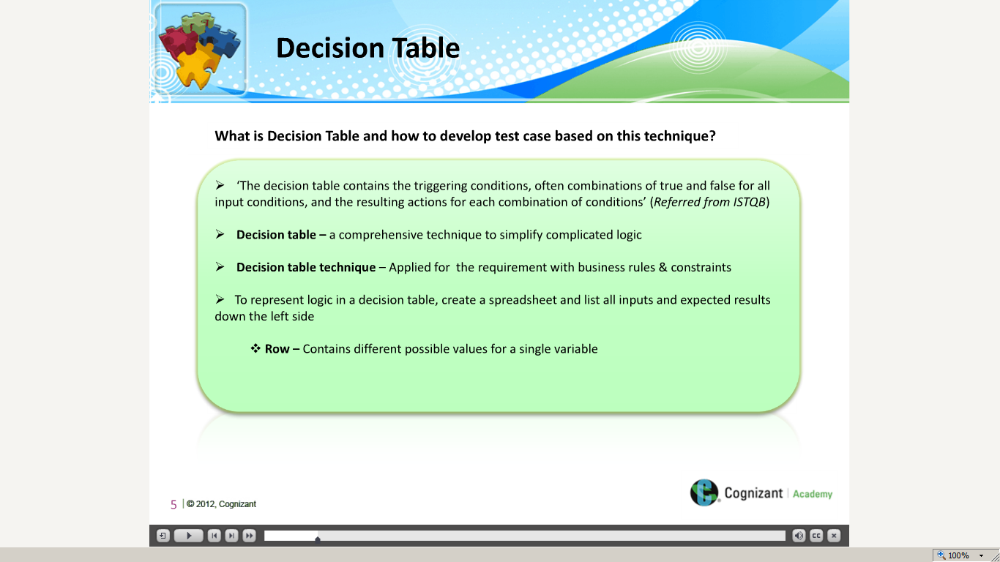 Decision Table
What is Decision Table and how to develop test case based on this technique?
➢ ‘The decision table contains the triggering conditions, often combinations of true and false for all
input conditions, and the resulting actions for each combination of conditions’ (Referred from ISTQB)
➢ Decision table – a comprehensive technique to simplify complicated logic
➢ Decision table technique – Applied for  the requirement with business rules & constraints
➢ To represent logic in a decision table, create a spreadsheet and list all inputs and expected results
down the left side
❖ Row – Contains different possible values for a single variable
5 | © 2012, Cognizant
Cognizant | Academy
CC
100%